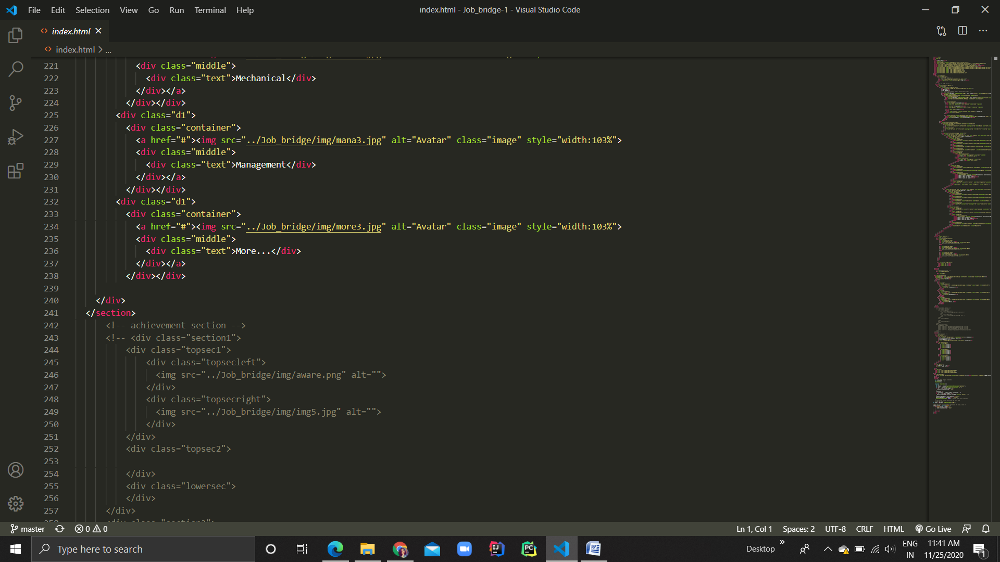 File Edit Selection View Go Run Terminal Help
index.html - Job_bridge-1 - Visual Studio Code
index.html
index.html > ...
221 <div class="middle">
222 <div class="text">Mechanical</div>
223 </div></a>
224 </div></div>
225 <div class="d1">
226 <div class="container">
227 <a href="#"><img src="../Job_bridge/img/mana3.jpg" alt="Avatar" class="image" style="width:103%">
228 <div class="middle">
229 <div class="text">Management</div>
230 </div></a>
231 </div></div>
232 <div class="d1">
233 <div class="container">
234 <a href="#"><img src="../Job_bridge/img/more3.jpg" alt="Avatar" class="image" style="width:103%">
235 <div class="middle">
236 <div class="text">More...</div>
237 </div></a>
238 </div></div>
239
240 </div>
241 </section>
242 <!-- achievement section -->
243 <!-- <div class="section1">
244 <div class="topsec1">
245 <div class="topsecleft">
246 <img src="../Job_bridge/img/aware.png" alt="">
247 </div>
248 <div class="topsecright">
249 <img src="../Job_bridge/img/img5.jpg" alt="">
250 </div>
251 </div>
252 <div class="topsec2">
253
254 </div>
255 <div class="lowersec">
256 </div>
257 </div>
master 0 0
Ln 1, Col 1 Spaces: 2 UTF-8 CRLF HTML Go Live
Type here to search
Desktop
ENG
IN
11:41 AM
11/25/2020
1